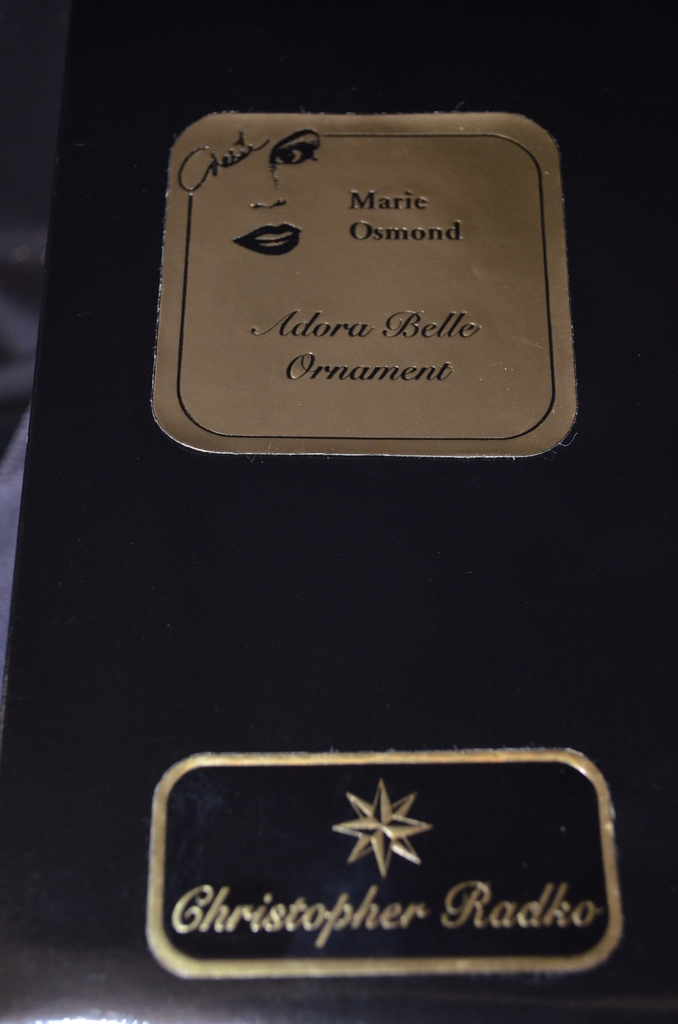 Marie
Osmond
Adora Belle
Ornament
Christopher Radko